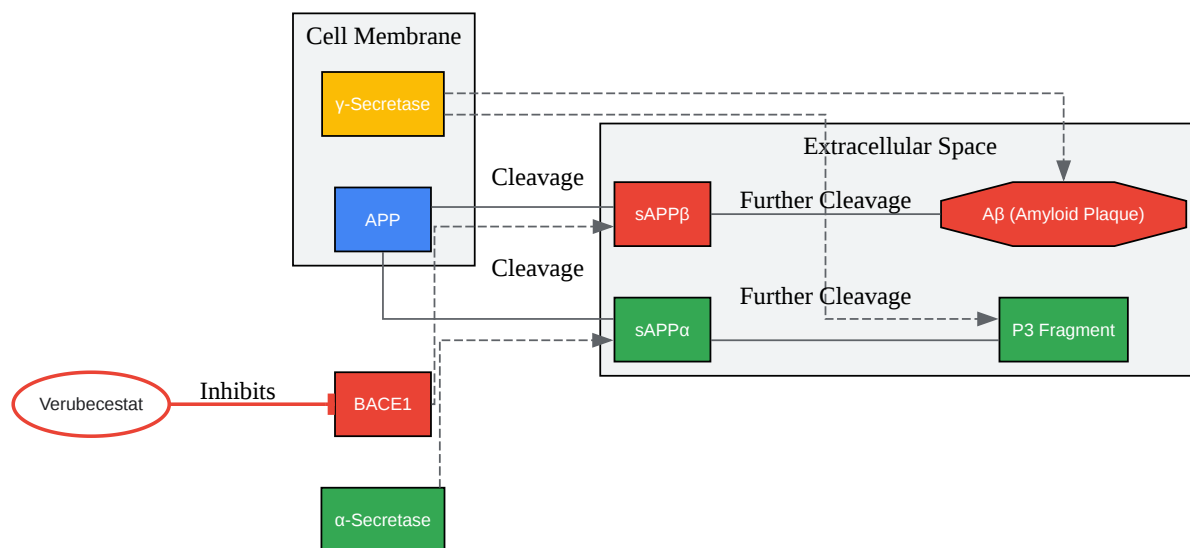 Cell Membrane
γ-Secretase
Extracellular Space
Cleavage
Further Cleavage
APP
sAPPβ
Aβ (Amyloid Plaque)
Cleavage
Further Cleavage
sAPPα
P3 Fragment
Inhibits
Verubecestat
BACE1
α-Secretase